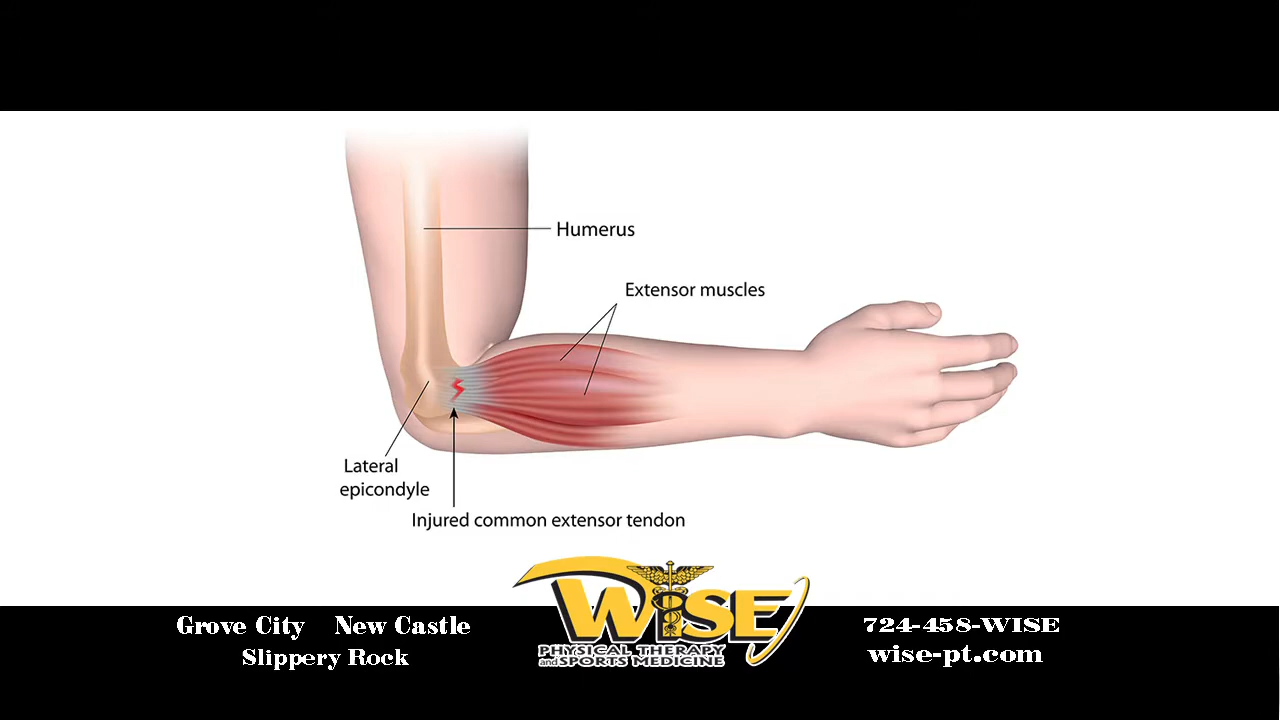 Humerus
Extensor muscles
Lateral
epicondyle
Injured common extensor tendon
WISE
PHYSICAL THERAPY
and SPORTS MEDICINE
Grove City New Castle
Slippery Rock
724-458-WISE
wise-pt.com